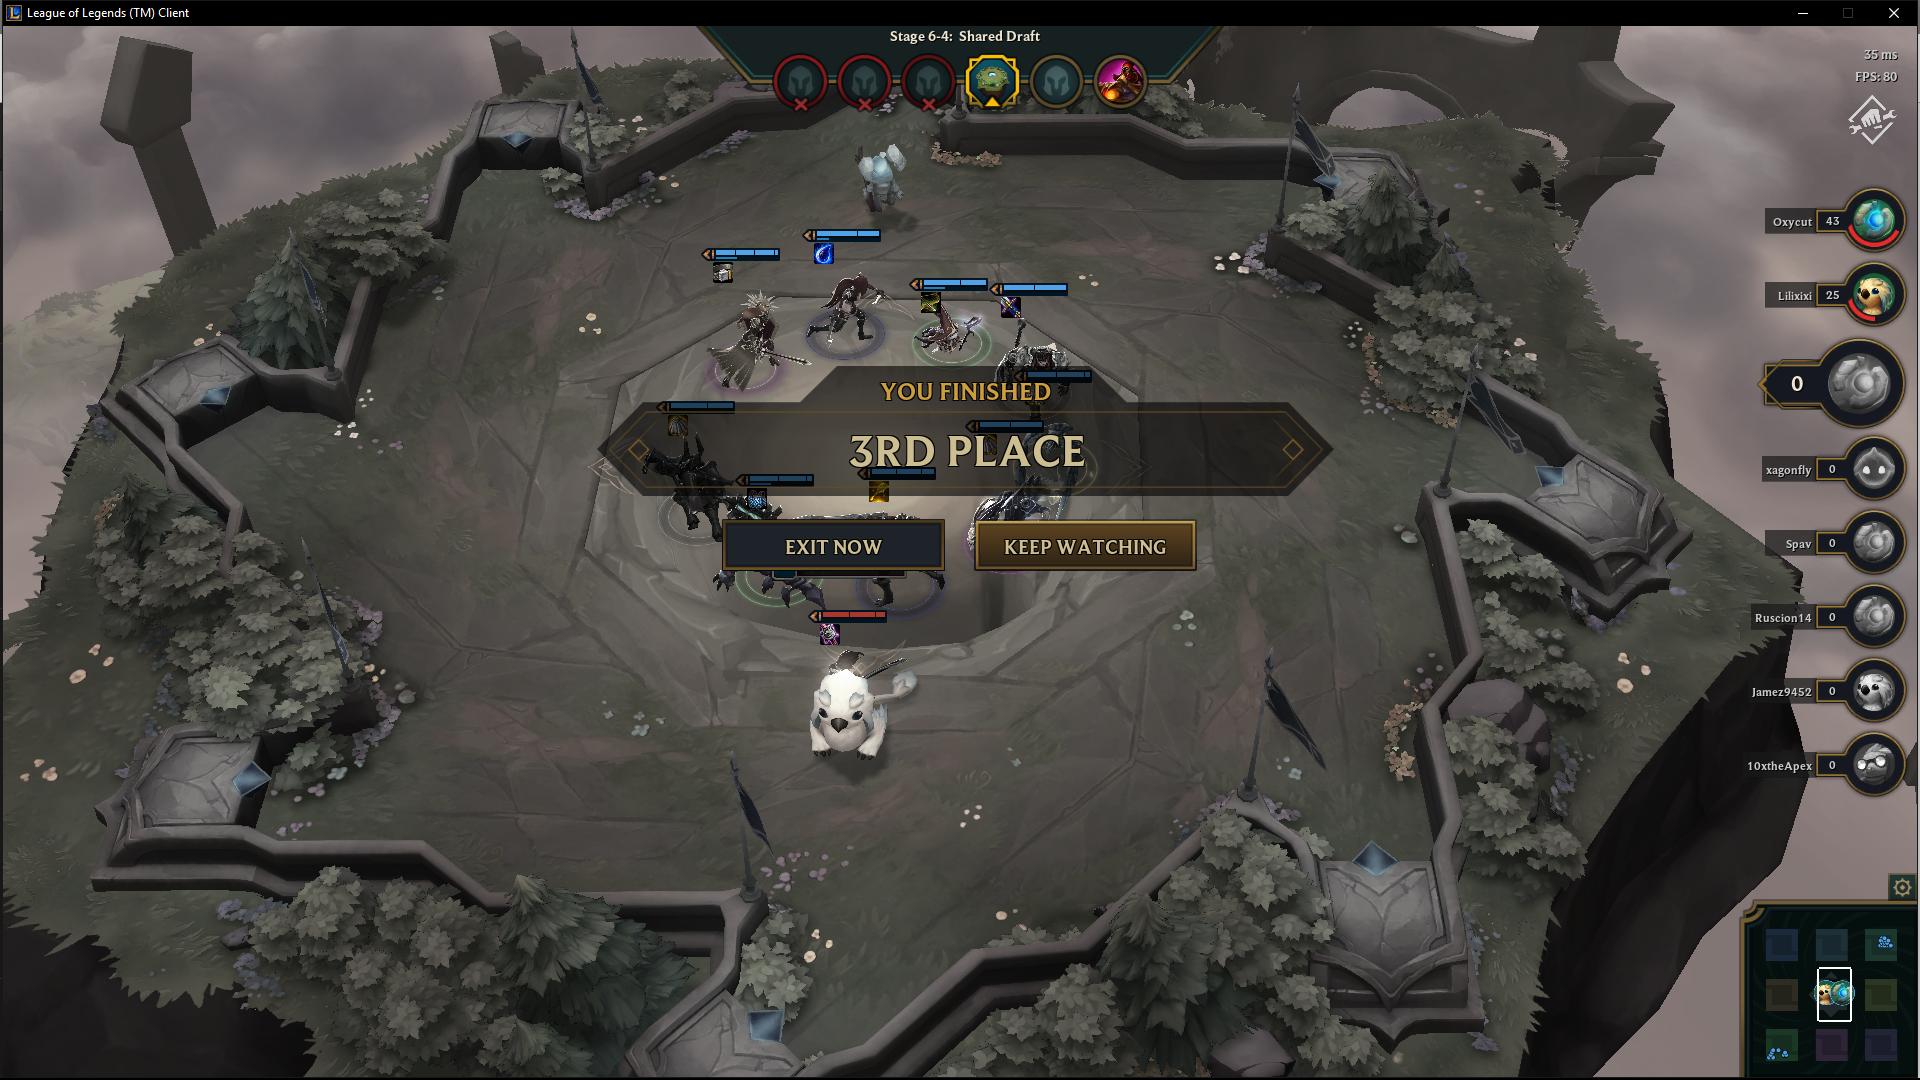 League of Legends (TM) Client
Stage 6-4: Shared Draft
35 ms
FPS: 80
Oxycut 43
Lilixixi 25
0
xagonfly 0
Spav 0
Ruscion14 0
Jamez9452 0
10xtheApex 0
YOU FINISHED
3RD PLACE
EXIT NOW
KEEP WATCHING